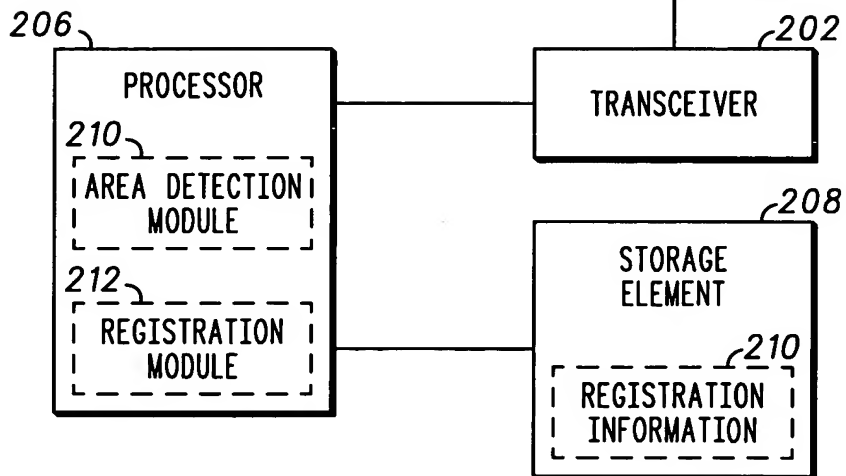 206
PROCESSOR
210
AREA DETECTION
MODULE
212
REGISTRATION
MODULE
202
TRANSCEIVER
208
STORAGE
ELEMENT
210
REGISTRATION
INFORMATION